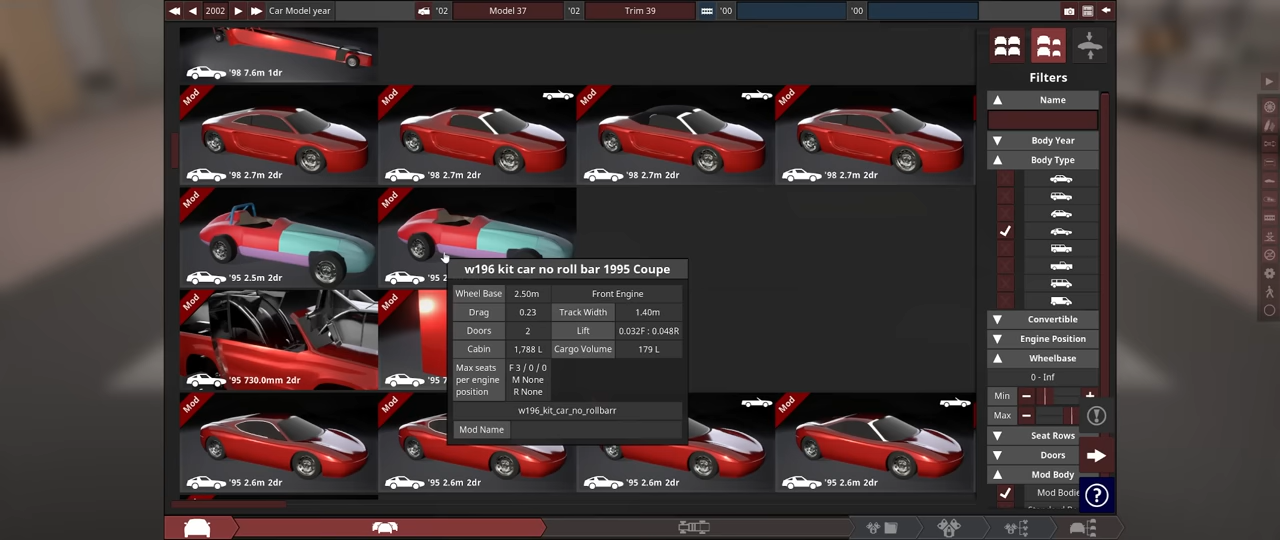 2002 Car Model year '02 Model 37 '02 Trim 39 '00 '00
'98 7.6m 1dr
Mod Mod Mod Mod
'98 2.7m 2dr '98 2.7m 2dr '98 2.7m 2dr '98 2.7m 2dr
Mod Mod
'95 2.5m 2dr '95 2
w196 kit car no roll bar 1995 Coupe
Wheel Base 2.50m Front Engine
Drag 0.23 Track Width 1.40m
Doors 2 Lift 0.032F : 0.048R
Cabin 1,788 L Cargo Volume 179 L
Max seats per engine position
F 3 / 0 / 0
M None
R None
w196_kit_car_no_rollbarr
Mod Name
Mod Mod
'95 730.0mm 2dr '95 7
Mod Mod Mod
'95 2.6m 2dr '95 2.6m 2dr '95 2.6m 2dr '95 2.6m 2dr
Filters
Name
Body Year
Body Type
Convertible
Engine Position
Wheelbase
0 - Inf
Min
Max
Seat Rows
Doors
Mod Body
Mod Bodie
?